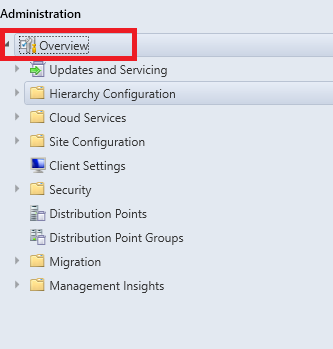 Administration
Overview
Updates and Servicing
Hierarchy Configuration
Cloud Services
Site Configuration
Client Settings
Security
Distribution Points
Distribution Point Groups
Migration
Management Insights